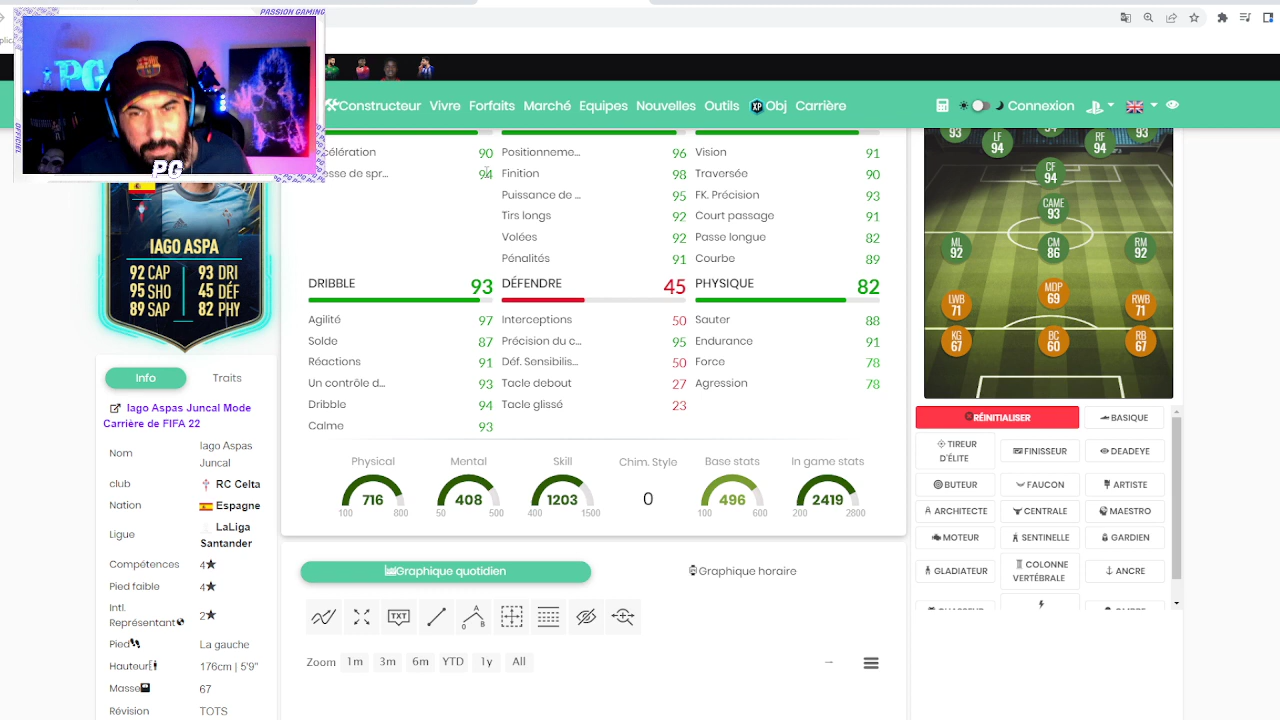 PASSION GAMING
PG
OFFICIEL
PG
Constructeur Vivre Forfaits Marché Equipes Nouvelles Outils XP Obj Carrière
Connexion
90
94
Positionneme... 96
Finition 98
Puissance de ... 95
Tirs longs 92
Volées 92
Pénalités 91
Vision 91
Traversée 90
FK. Précision 93
Court passage 91
Passe longue 82
Courbe 89
IAGO ASPA
92 CAP 93 DRI
95 SHO 45 DÉF
89 SAP 82 PHY
DRIBBLE 93
Agilité 97
Solde 87
Réactions 91
Un contrôle d... 93
Dribble 94
Calme 93
DÉFENDRE 45
Interceptions 50
Précision du c... 95
Déf. Sensibilis... 50
Tacle debout 27
Tacle glissé 23
PHYSIQUE 82
Sauter 88
Endurance 91
Force 78
Agression 78
Physical
716
100 800
Mental
408
50 500
Skill
1203
400 1500
Chim. Style
0
Base stats
496
100 600
In game stats
2419
200 2800
Info Traits
Iago Aspas Juncal Mode
Carrière de FIFA 22
Nom Iago Aspas
Juncal
club RC Celta
Nation Espagne
Ligue LaLiga
Santander
Compétences 4★
Pied faible 4★
Intl.
Représentant 2★
Pied La gauche
Hauteur 176cm | 5'9"
Masse 67
Révision TOTS
Graphique quotidien Graphique horaire
TXT
A
0 B
Zoom 1m 3m 6m YTD 1y All
93 94 93
LF
94
RF
94
CF
94
CAME
93
ML
92
CM
86
RM
92
MDP
69
LWB
71
RWB
71
KG
67
BC
60
RB
67
RÉINITIALISER BASIQUE
TIREUR
D'ÉLITE FINISSEUR DEADEYE
BUTEUR FAUCON ARTISTE
ARCHITECTE CENTRALE MAESTRO
MOTEUR SENTINELLE GARDIEN
GLADIATEUR COLONNE
VERTÉBRALE ANCRE